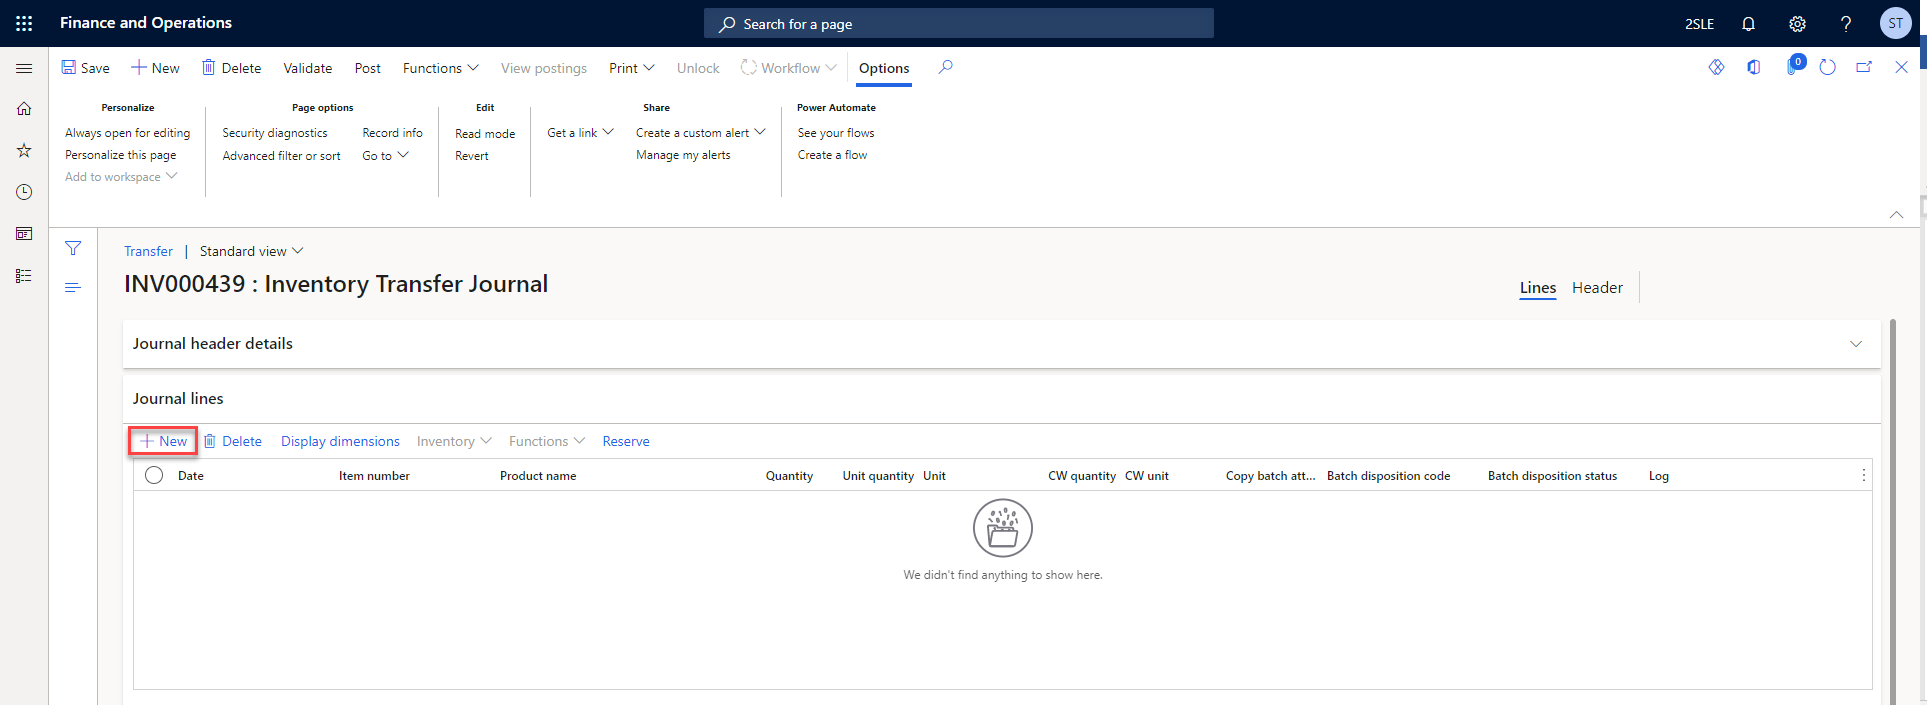 Finance and Operations
Search for a page
2SLE
?
ST
Save New Delete Validate Post Functions View postings Print Unlock Workflow Options
0
Personalize
Always open for editing
Personalize this page
Add to workspace
Page options
Security diagnostics
Advanced filter or sort
Record info
Go to
Edit
Read mode
Revert
Share
Get a link
Create a custom alert
Manage my alerts
Power Automate
See your flows
Create a flow
Transfer | Standard view
INV000439 : Inventory Transfer Journal
Lines Header
Journal header details
Journal lines
New Delete Display dimensions Inventory Functions Reserve
Date Item number Product name Quantity Unit quantity Unit CW quantity CW unit Copy batch att... Batch disposition code Batch disposition status Log
We didn't find anything to show here.